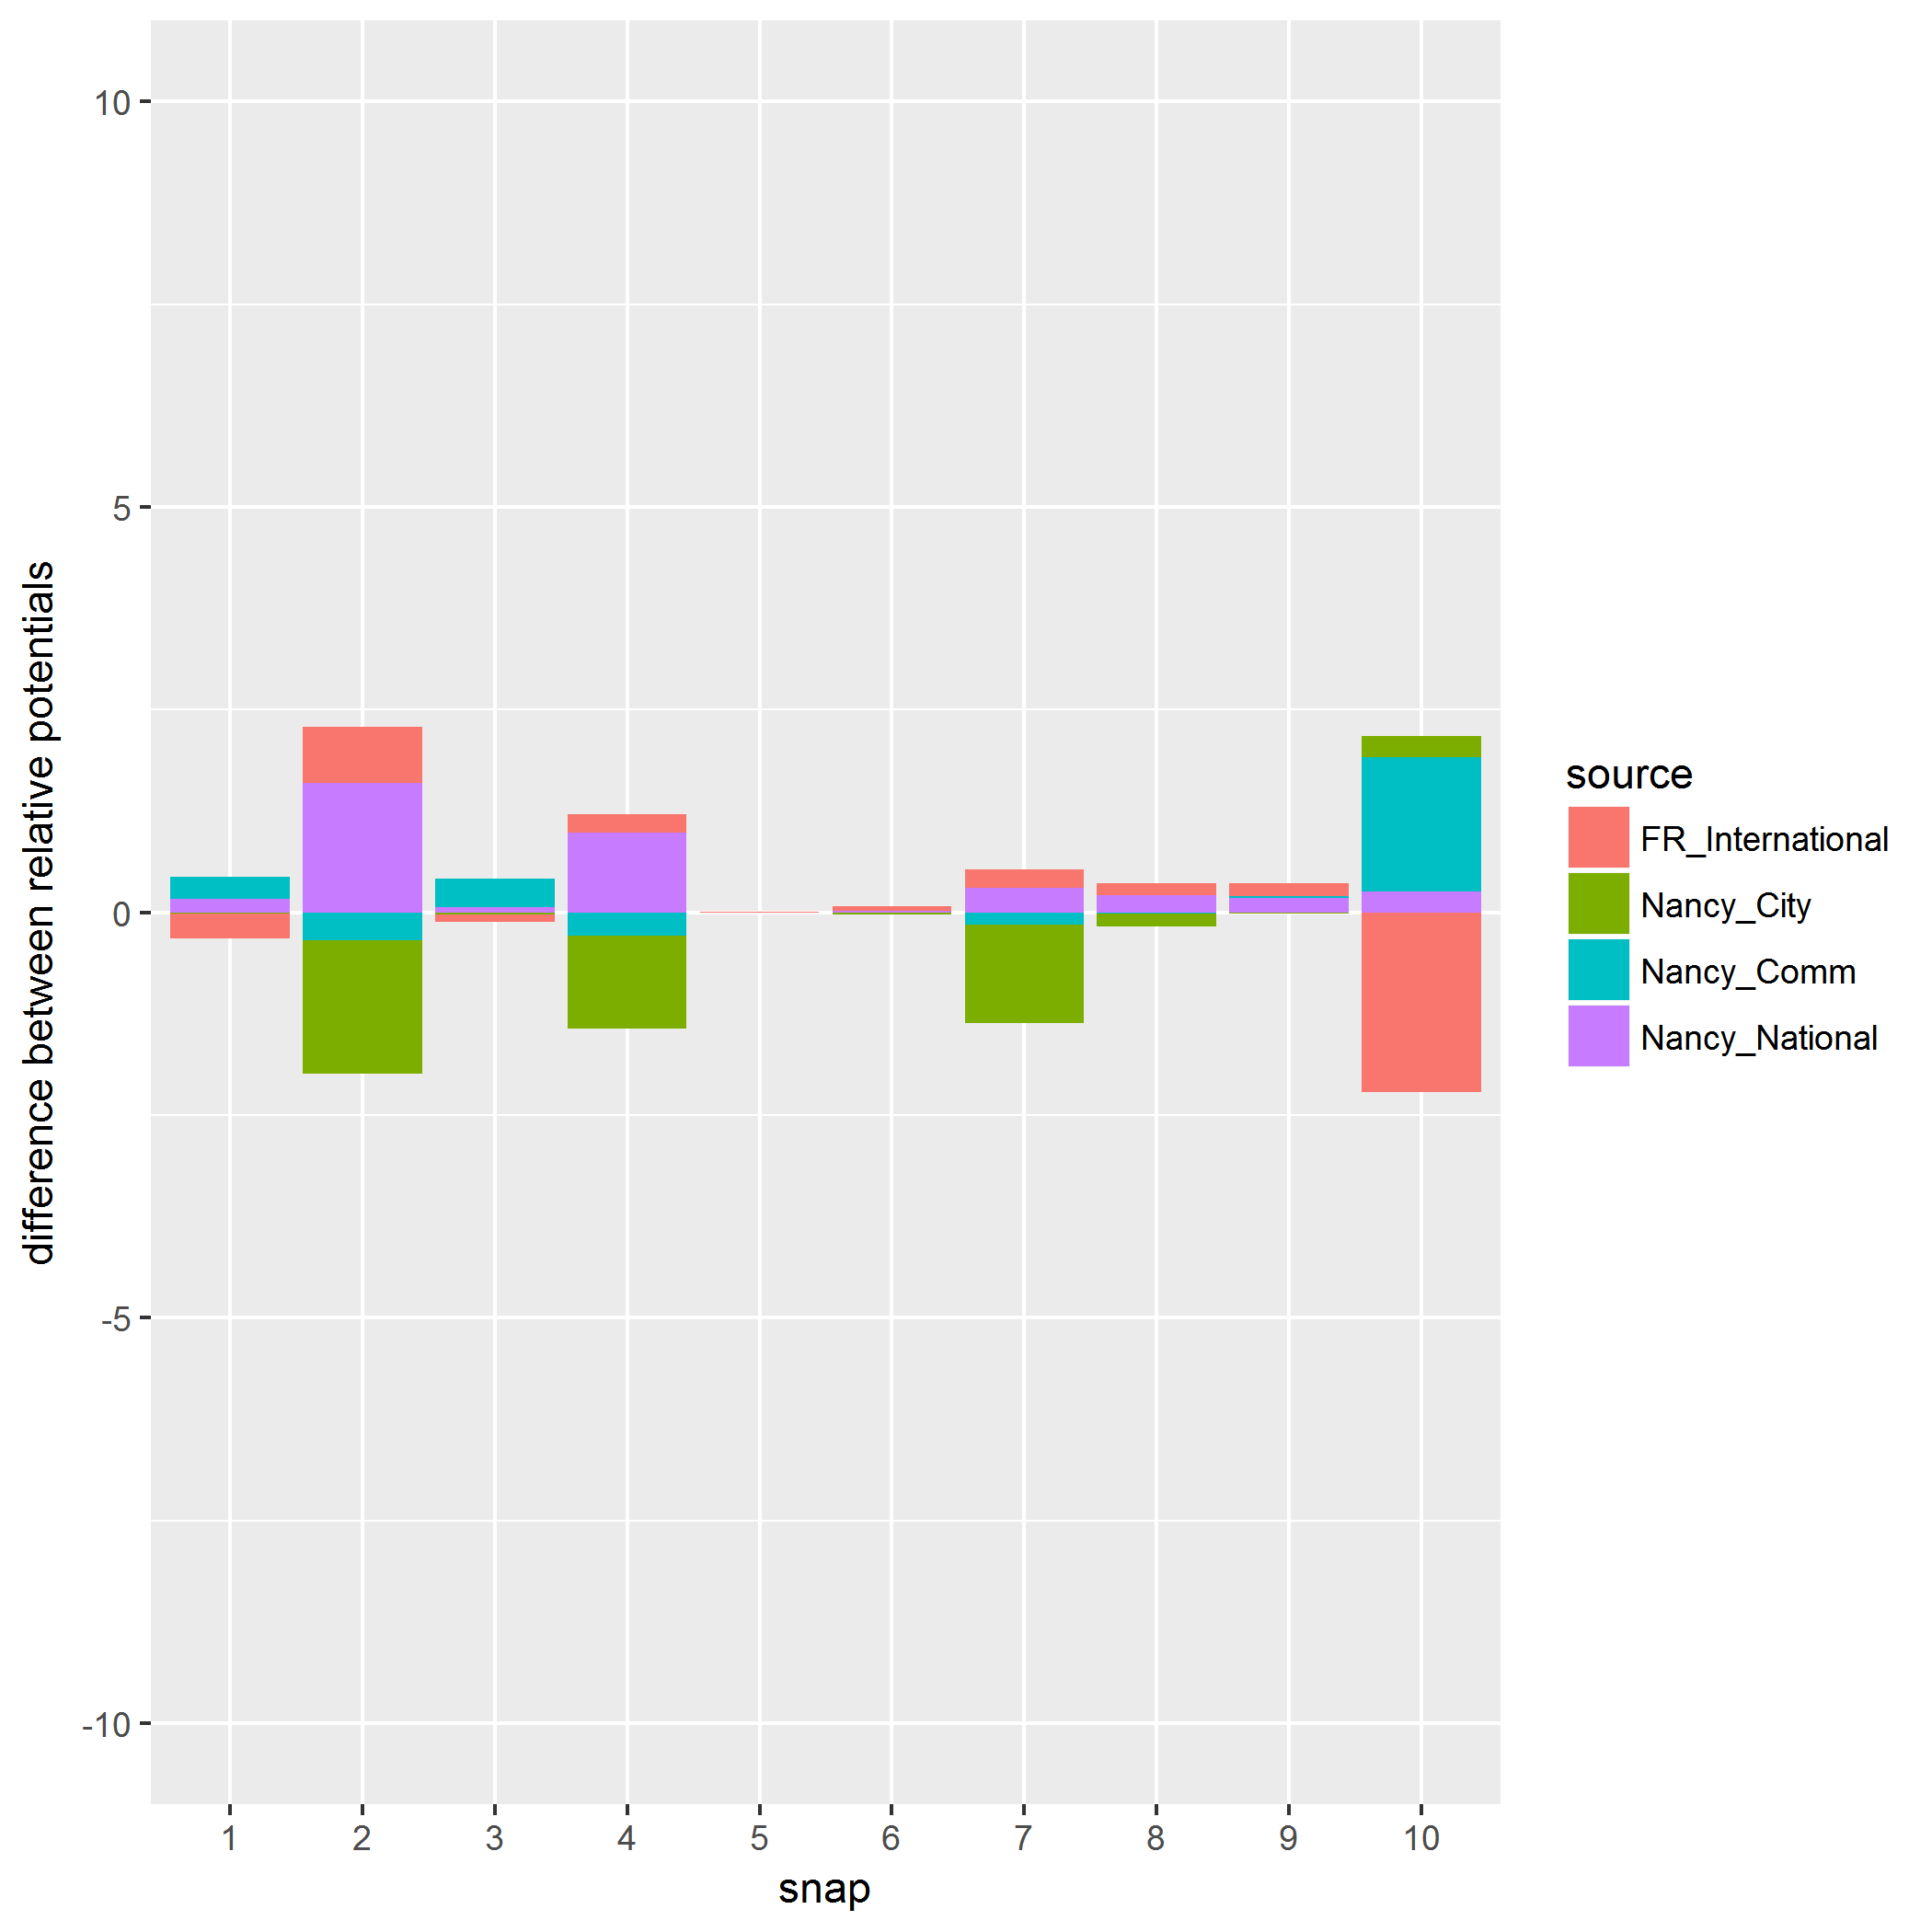 10
5
0
-5
-10
difference between relative potentials
1 2 3 4 5 6 7 8 9 10
snap
source
FR_International
Nancy_City
Nancy_Comm
Nancy_National